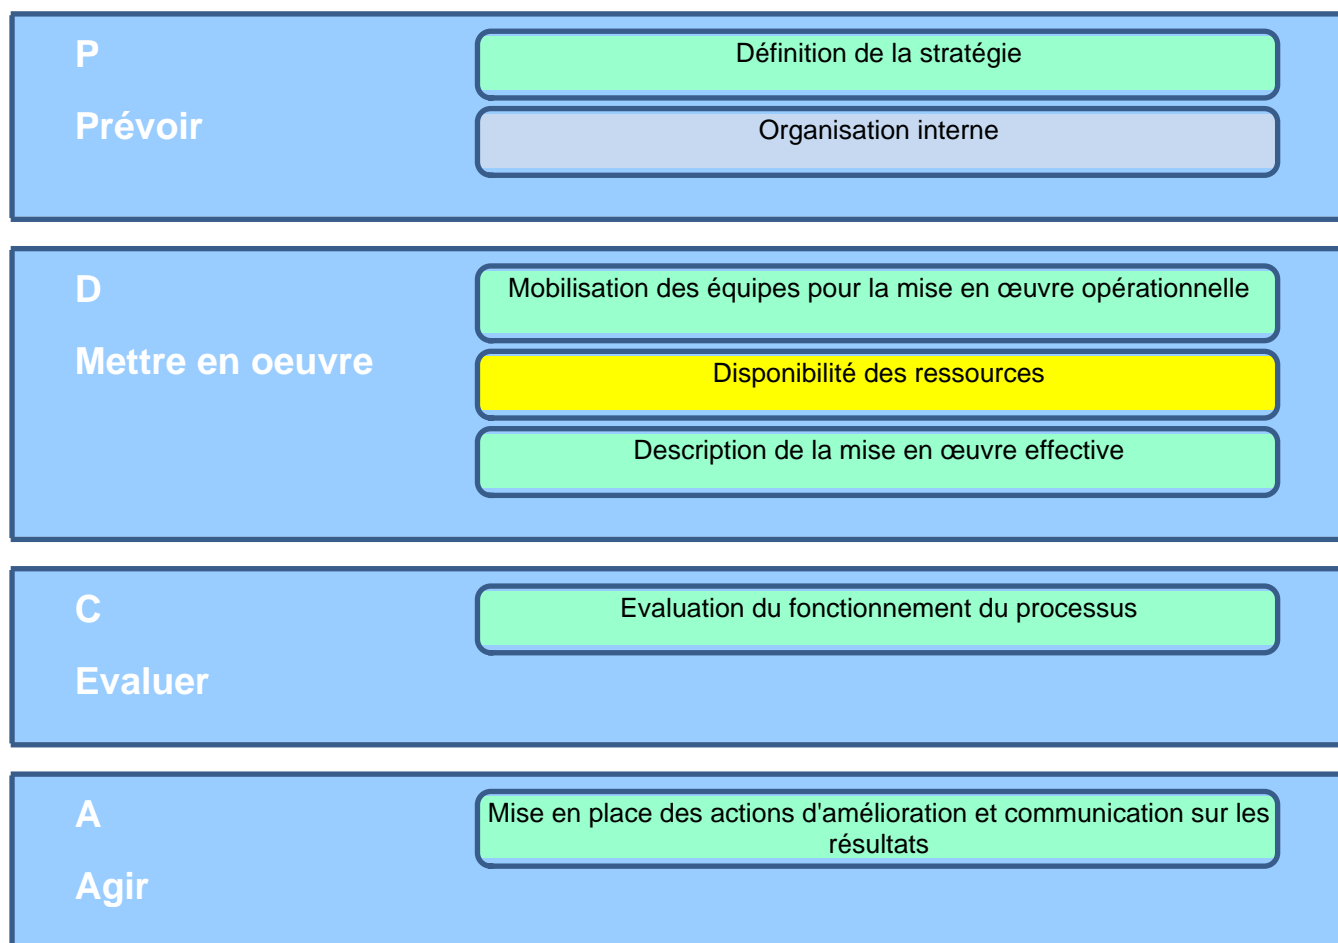 P
Prévoir
Définition de la stratégie
Organisation interne
D
Mettre en oeuvre
Mobilisation des équipes pour la mise en œuvre opérationnelle
Disponibilité des ressources
Description de la mise en œuvre effective
C
Evaluer
Evaluation du fonctionnement du processus
A
Agir
Mise en place des actions d'amélioration et communication sur les
résultats